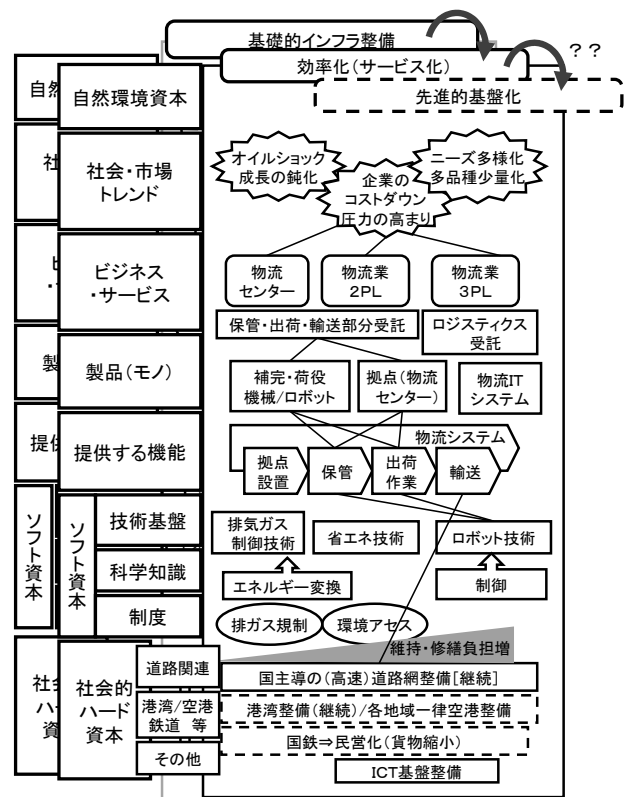 基礎的インフラ整備
効率化(サービス化)
??
先進的基盤化
自然環境資本
社会・市場
トレンド
ビジネス
・サービス
製品(モノ)
提供する機能
ソフト資本
ソフト資本
技術基盤
科学知識
制度
社会的
ハード
資本
道路関連
港湾/空港
鉄道 等
その他
オイルショック
成長の鈍化
ニーズ多様化
多品種少量化
企業の
コストダウン
圧力の高まり
物流
センター
物流業
2PL
物流業
3PL
保管・出荷・輸送部分受託
ロジスティクス
受託
補完・荷役
機械/ロボット
拠点(物流
センター)
物流IT
システム
物流システム
拠点
設置
保管
出荷
作業
輸送
排気ガス
制御技術
省エネ技術
ロボット技術
エネルギー変換
制御
排ガス規制
環境アセス
維持・修繕負担増
国主導の(高速)道路網整備[継続]
港湾整備(継続)/各地域一律空港整備
国鉄⇒民営化(貨物縮小)
ICT基盤整備